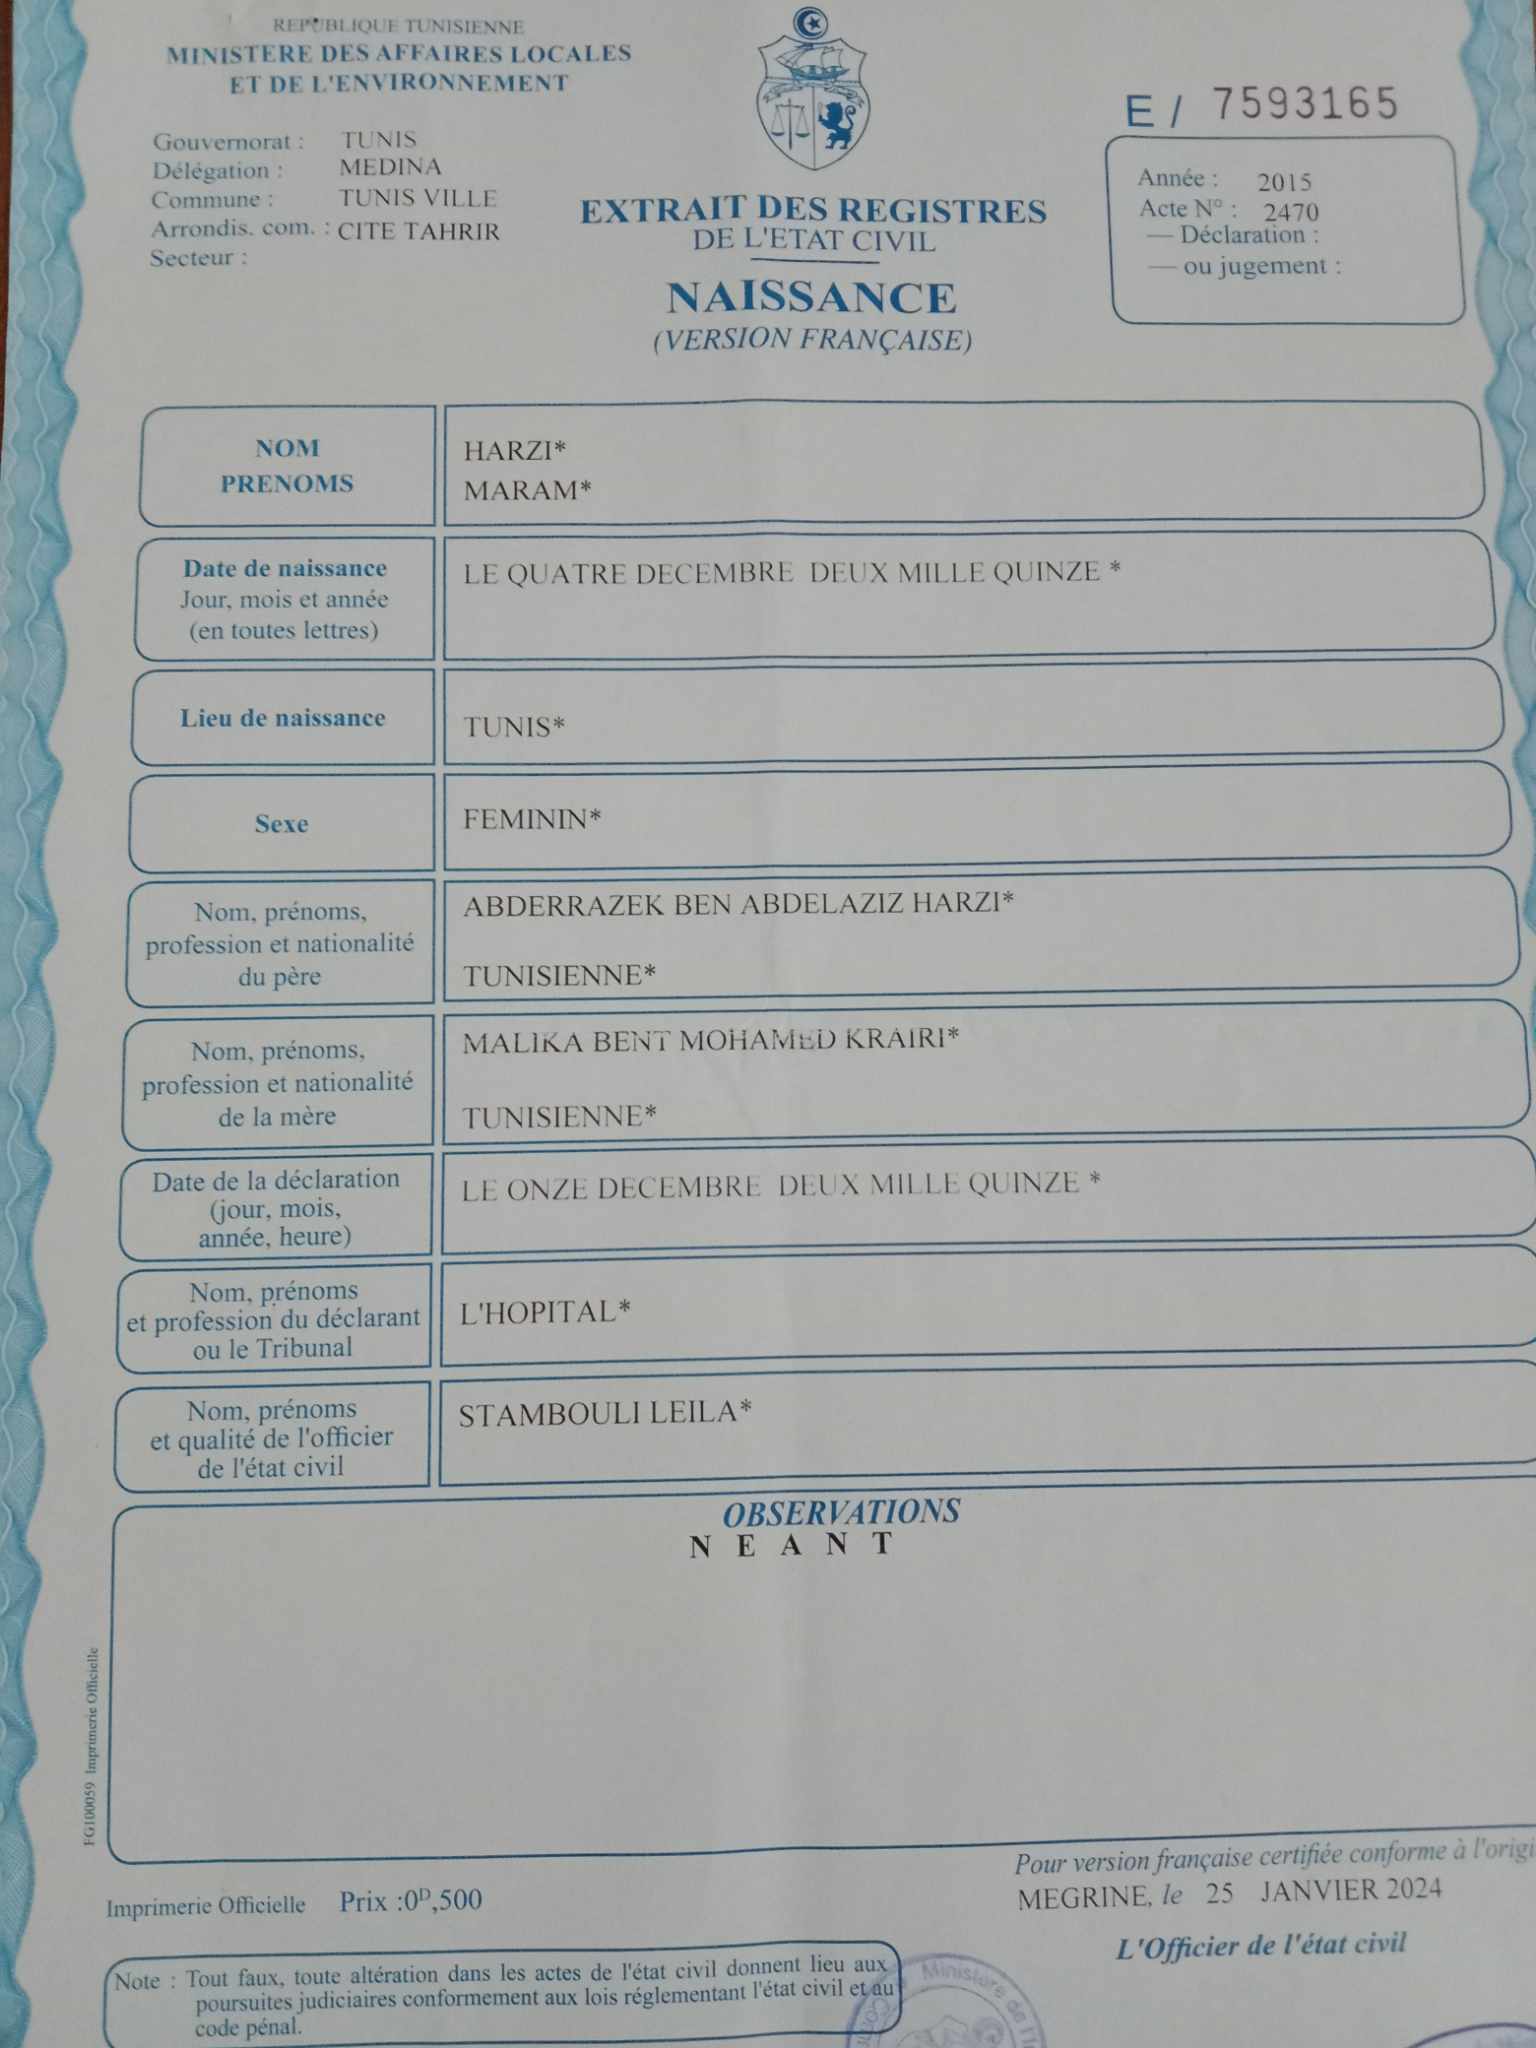 REPUBLIQUE TUNISIENNE
MINISTERE DES AFFAIRES LOCALES
ET DE L'ENVIRONNEMENT
Gouvernorat : TUNIS
Délégation : MEDINA
Commune : TUNIS VILLE
Arrondis. com. : CITE TAHRIR
Secteur :
E / 7593165
Année : 2015
Acte N° : 2470
— Déclaration :
— ou jugement :
EXTRAIT DES REGISTRES
DE L'ETAT CIVIL
NAISSANCE
(VERSION FRANÇAISE)
NOM HARZI*
PRENOMS MARAM*
Date de naissance
Jour, mois et année
(en toutes lettres)
LE QUATRE DECEMBRE DEUX MILLE QUINZE *
Lieu de naissance
TUNIS*
Sexe
FEMININ*
Nom, prénoms,
profession et nationalité
du père
ABDERRAZEK BEN ABDELAZIZ HARZI*
TUNISIENNE*
Nom, prénoms,
profession et nationalité
de la mère
MALIKA BENT MOHAMED KRAIRI*
TUNISIENNE*
Date de la déclaration
(jour, mois,
année, heure)
LE ONZE DECEMBRE DEUX MILLE QUINZE *
Nom, prénoms
et profession du déclarant
ou le Tribunal
L'HOPITAL*
Nom, prénoms
et qualité de l'officier
de l'état civil
STAMBOULI LEILA*
OBSERVATIONS
N E A N T
FG100059 Imprimerie Officielle
Pour version française certifiée conforme à l'origi
MEGRINE, le 25 JANVIER 2024
L'Officier de l'état civil
Imprimerie Officielle Prix :0D,500
Note : Tout faux, toute altération dans les actes de l'état civil donnent lieu aux
poursuites judiciaires conformement aux lois réglementant l'état civil et au
code pénal.
Ministère de l'I